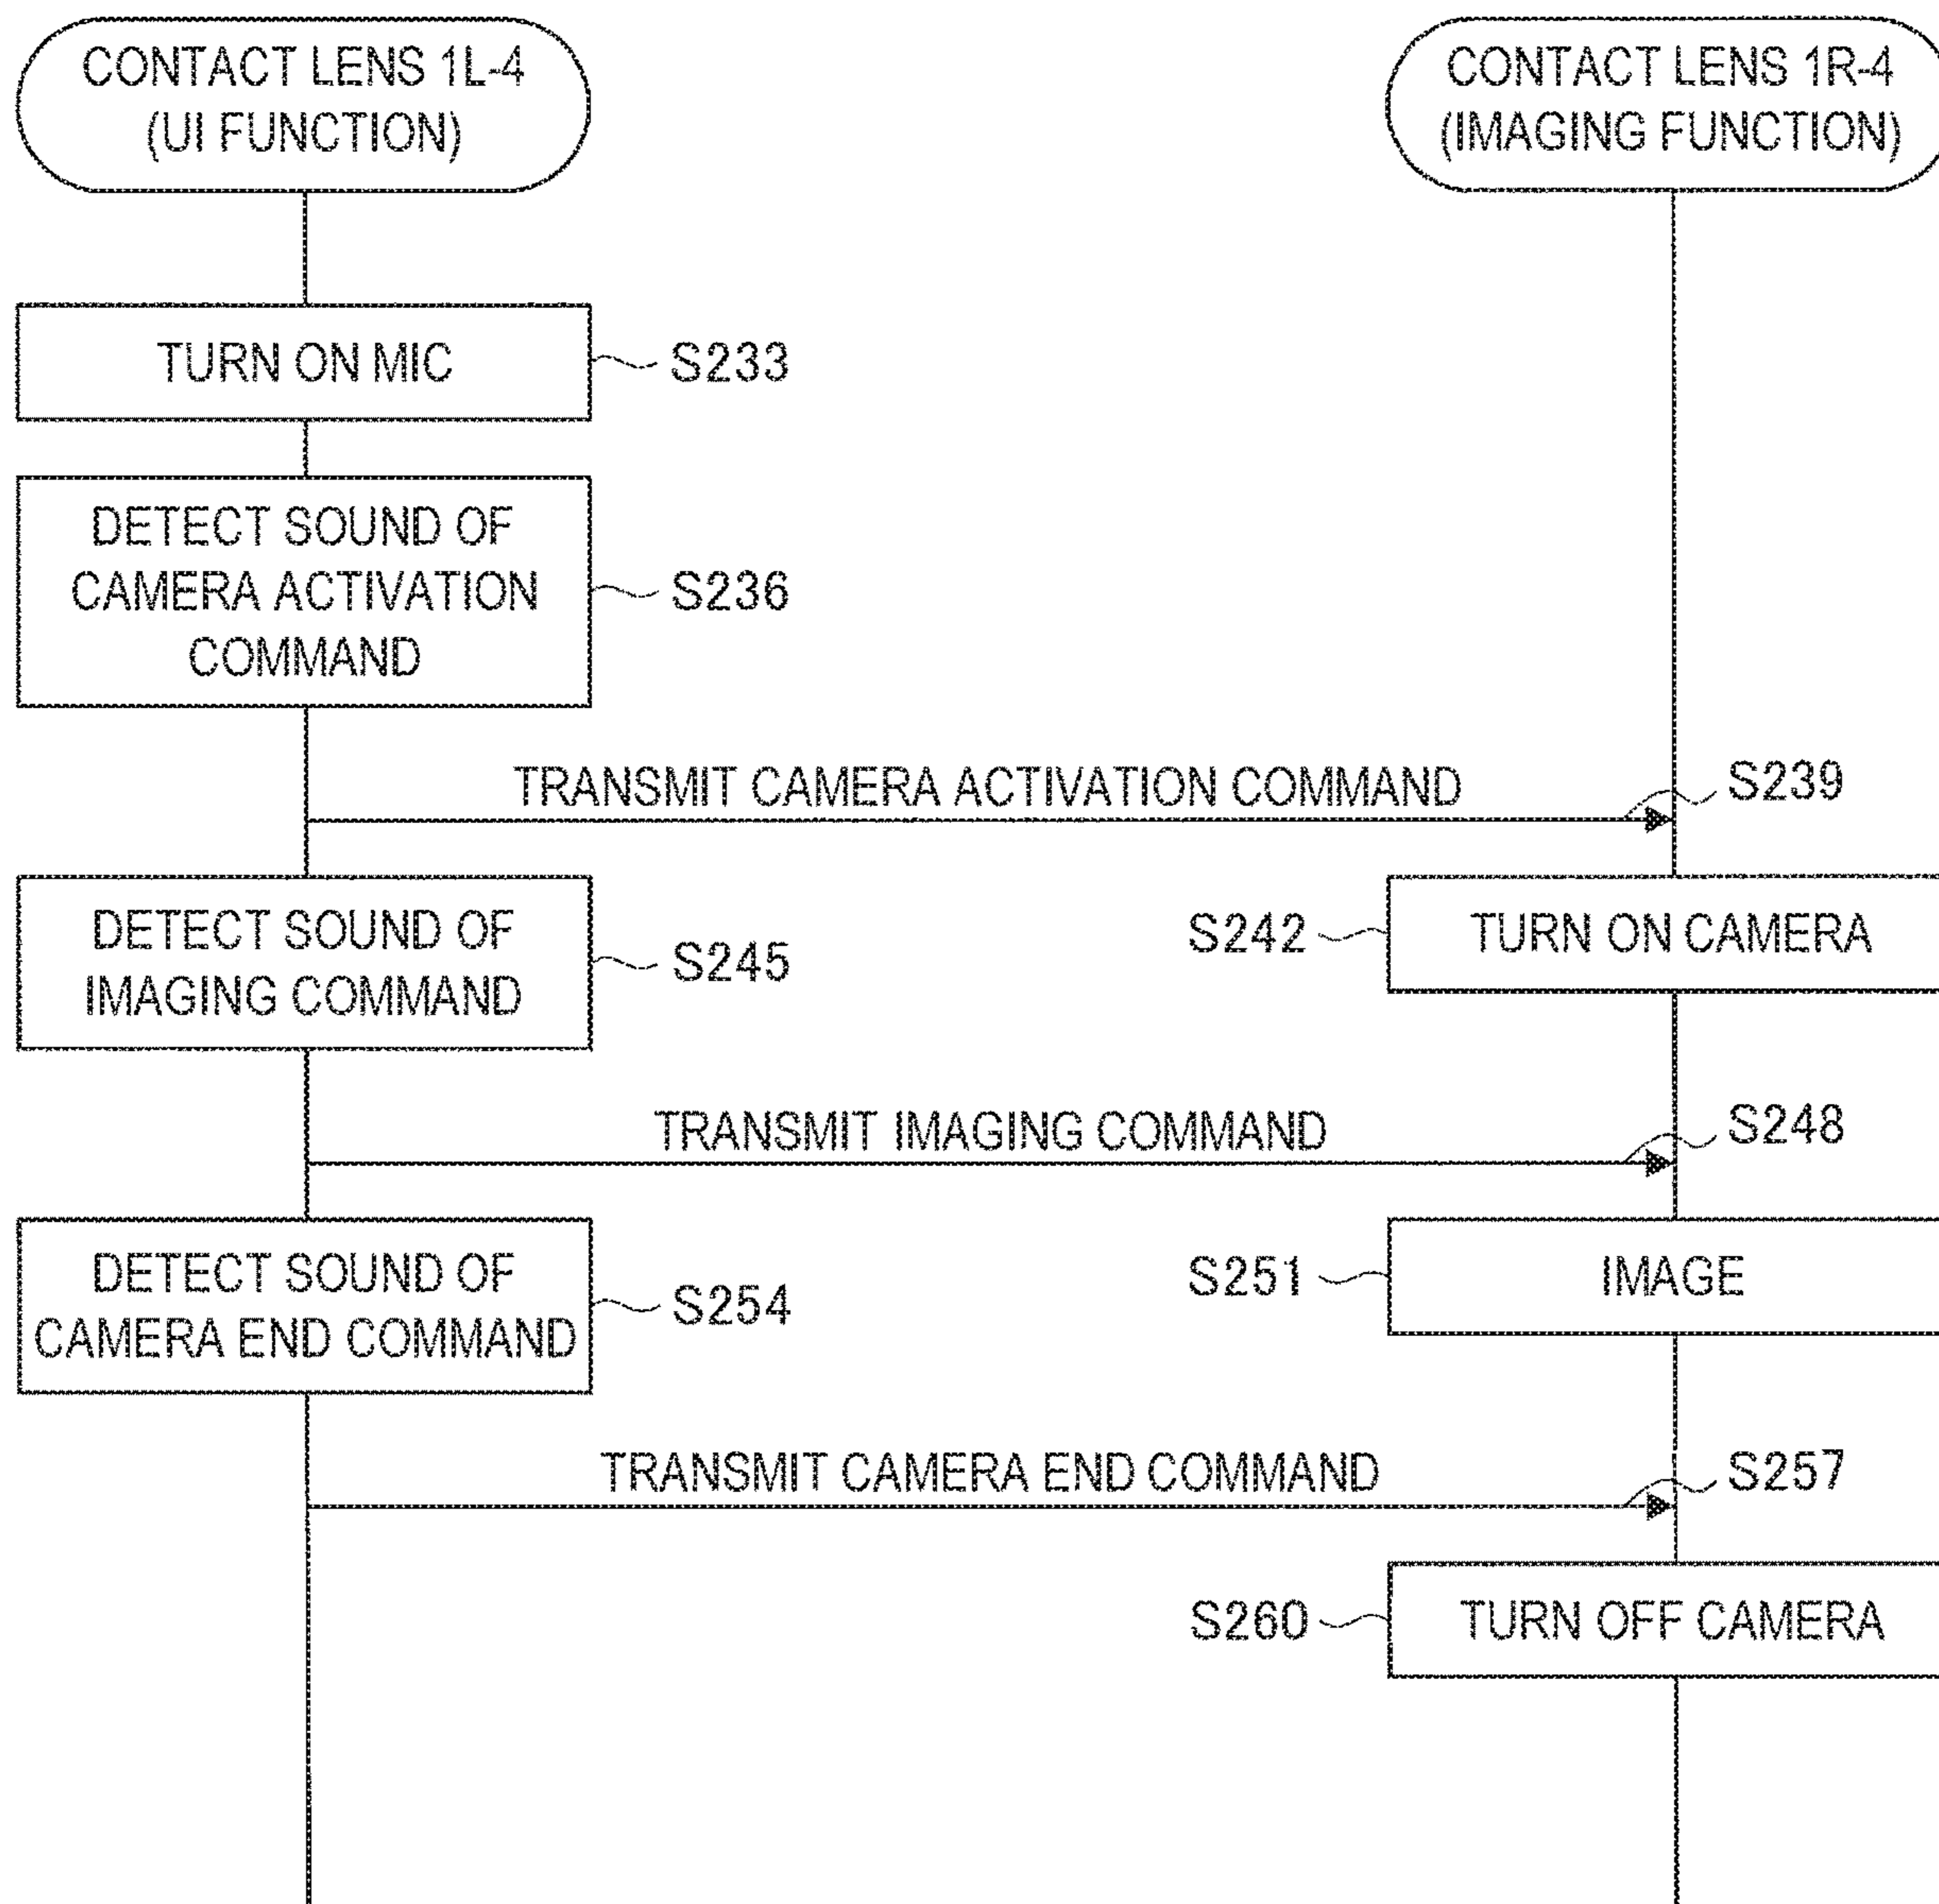 CONTACT LENS 1L-4
(UI FUNCTION)
CONTACT LENS 1R-4
(IMAGING FUNCTION)
TURN ON MIC
S233
DETECT SOUND OF
CAMERA ACTIVATION
COMMAND
S236
TRANSMIT CAMERA ACTIVATION COMMAND
S239
DETECT SOUND OF
IMAGING COMMAND
S245
S242
TURN ON CAMERA
TRANSMIT IMAGING COMMAND
S248
DETECT SOUND OF
CAMERA END COMMAND
S254
S251
IMAGE
TRANSMIT CAMERA END COMMAND
S257
S260
TURN OFF CAMERA